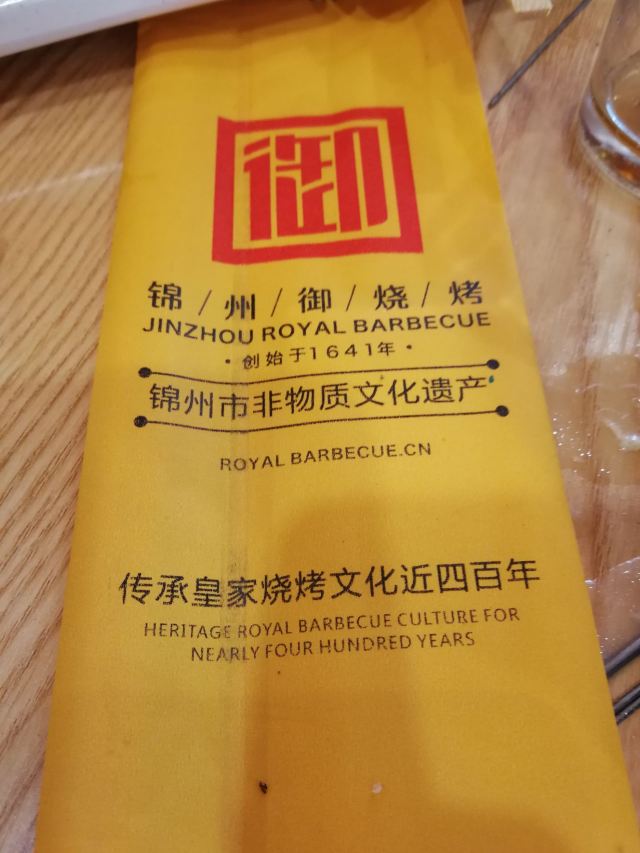 御
锦/州/御/烧/烤
JINZHOU ROYAL BARBECUE
·创始于1641年·
锦州市非物质文化遗产
ROYAL BARBECUE.CN
传承皇家烧烤文化近四百年
HERITAGE ROYAL BARBECUE CULTURE FOR
NEARLY FOUR HUNDRED YEARS